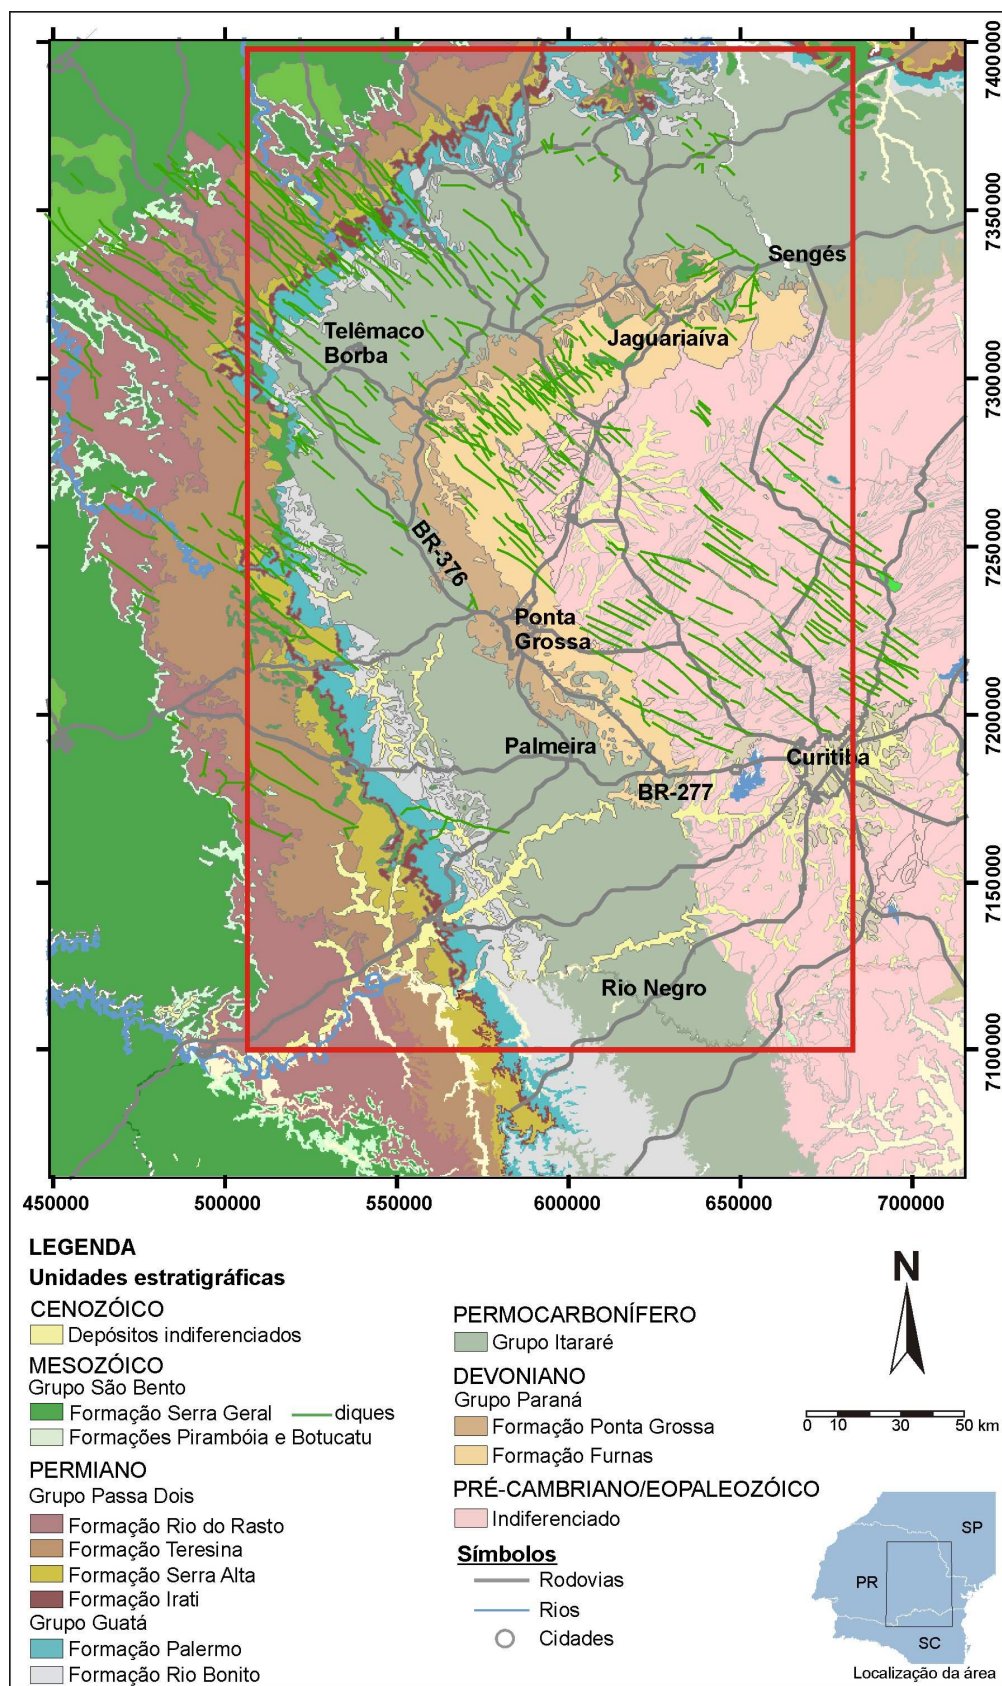 7400000
7350000
Sengés
Telêmaco
Borba
Jaguariaíva
7300000
BR-376
7250000
Ponta
Grossa
7200000
Palmeira
Curitiba
BR-277
7150000
Rio Negro
7100000
450000 500000 550000 600000 650000 700000
LEGENDA
Unidades estratigráficas
CENOZÓICO
Depósitos indiferenciados
MESOZÓICO
Grupo São Bento
Formação Serra Geral diques
Formações Pirambóia e Botucatu
PERMIANO
Grupo Passa Dois
Formação Rio do Rasto
Formação Teresina
Formação Serra Alta
Formação Irati
Grupo Guatá
Formação Palermo
Formação Rio Bonito
PERMOCARBONÍFERO
Grupo Itararé
DEVONIANO
Grupo Paraná
Formação Ponta Grossa
Formação Furnas
PRÉ-CAMBRIANO/EOPALEOZÓICO
Indiferenciado
Símbolos
Rodovias
Rios
Cidades
N
0 10 30 50 km
SP
PR
SC
Localização da área